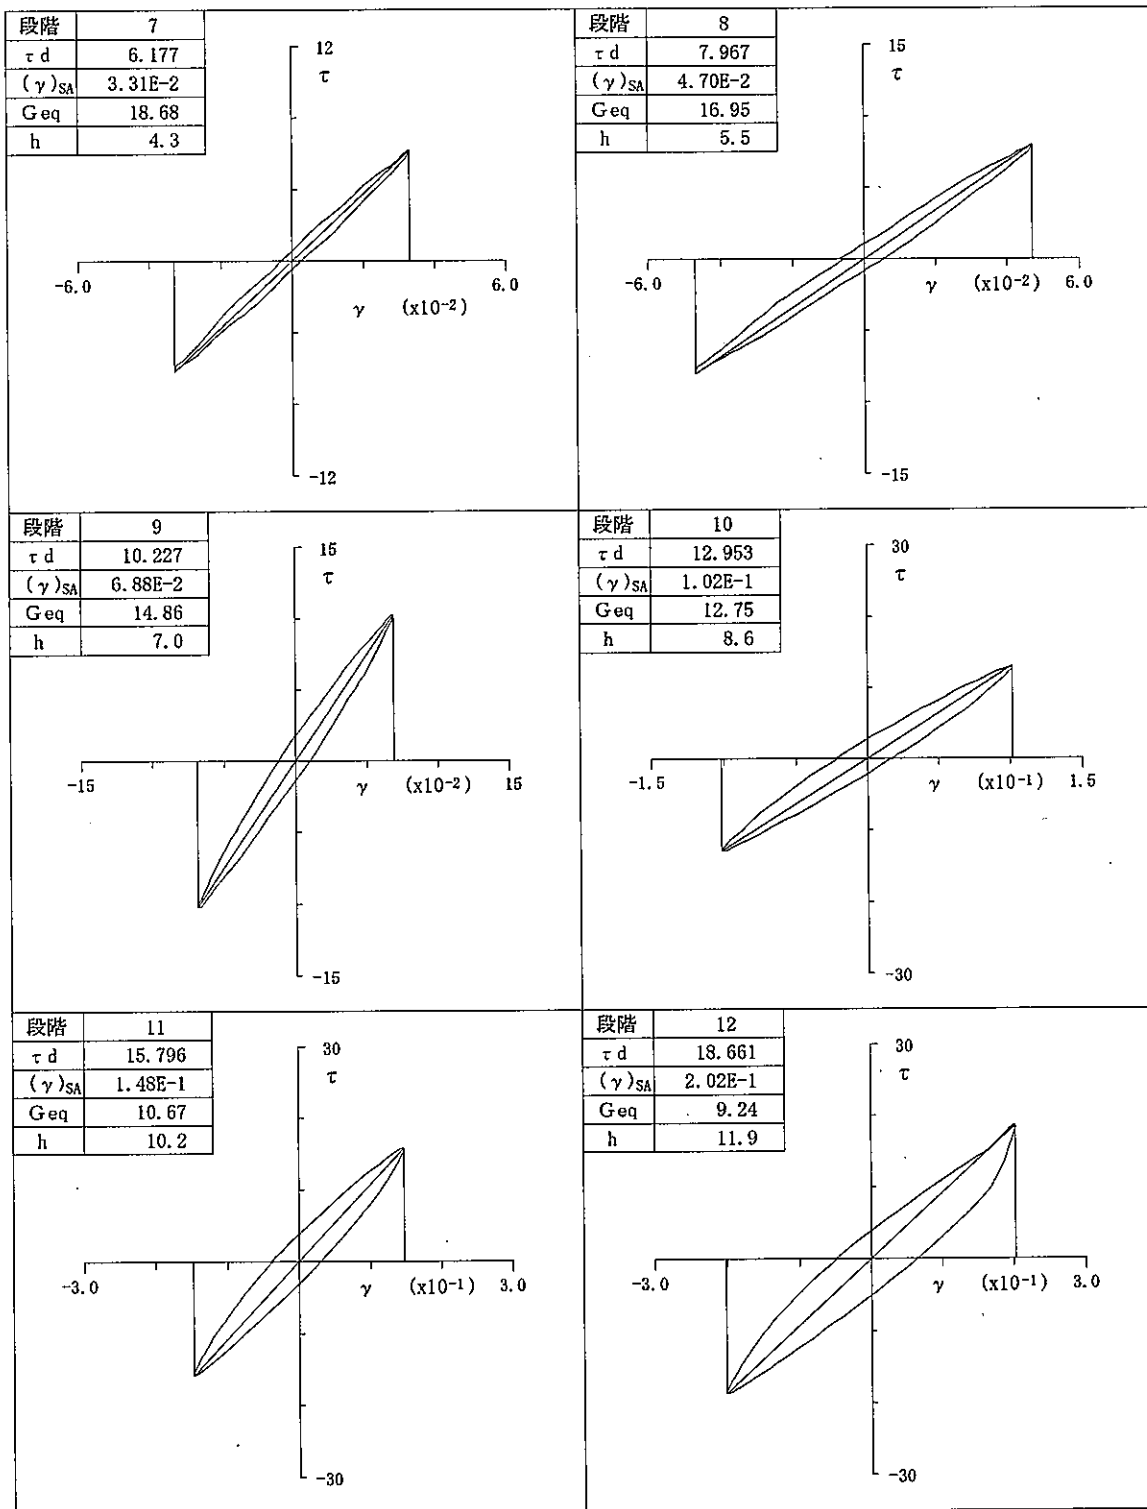 段階 7
τd 6.177
(γ)SA 3.31E-2
Geq 18.68
h 4.3
12
τ
-6.0
γ (x10-2) 6.0
-12
段階 8
τd 7.967
(γ)SA 4.70E-2
Geq 16.95
h 5.5
15
τ
-6.0
γ (x10-2) 6.0
-15
段階 9
τd 10.227
(γ)SA 6.88E-2
Geq 14.86
h 7.0
15
τ
-15
γ (x10-2) 15
-15
段階 10
τd 12.953
(γ)SA 1.02E-1
Geq 12.75
h 8.6
30
τ
-1.5
γ (x10-1) 1.5
-30
段階 11
τd 15.796
(γ)SA 1.48E-1
Geq 10.67
h 10.2
30
τ
-3.0
γ (x10-1) 3.0
-30
段階 12
τd 18.661
(γ)SA 2.02E-1
Geq 9.24
h 11.9
30
τ
-3.0
γ (x10-1) 3.0
-30